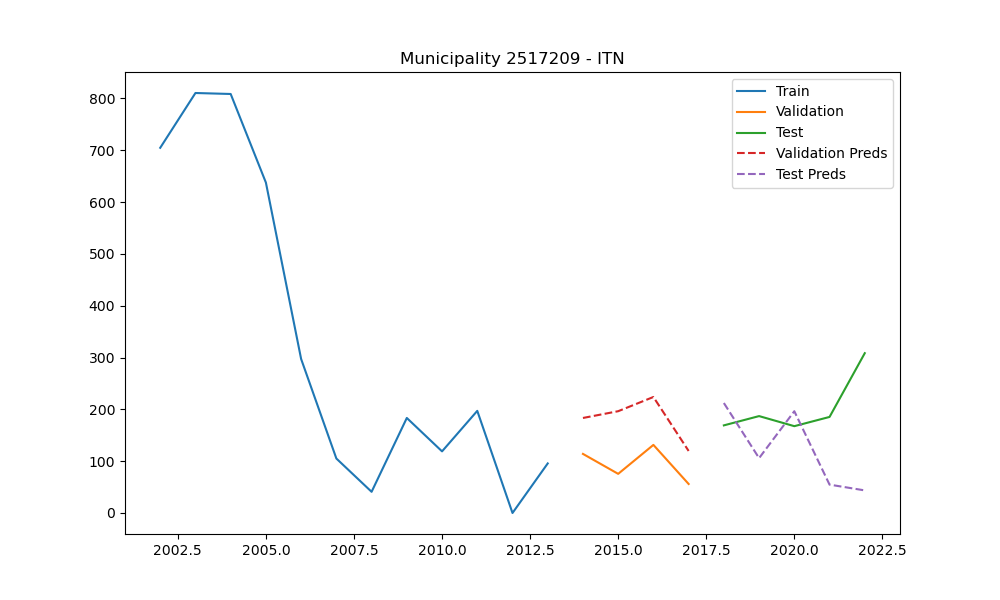 Municipality 2517209 - ITN
Train
Validation
Test
Validation Preds
Test Preds
800
700
600
500
400
300
200
100
0
2002.5 2005.0 2007.5 2010.0 2012.5 2015.0 2017.5 2020.0 2022.5